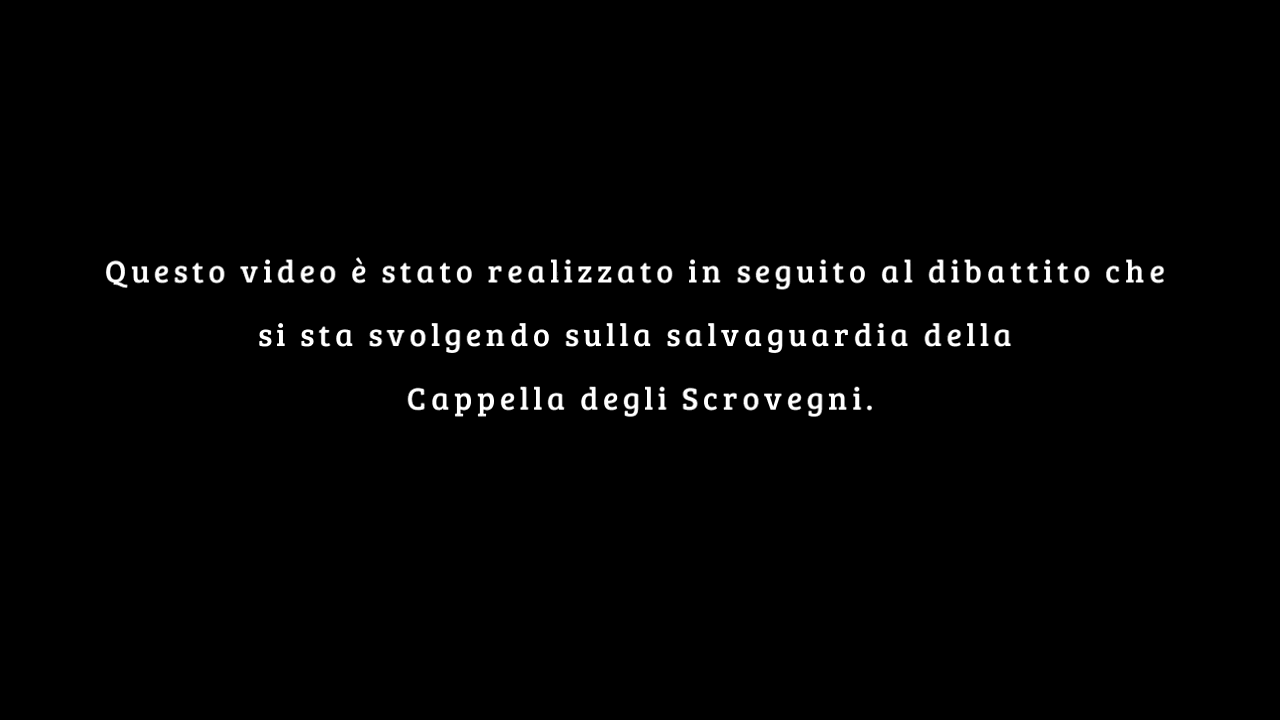 Questo video è stato realizzato in seguito al dibattito che
si sta svolgendo sulla salvaguardia della
Cappella degli Scrovegni.